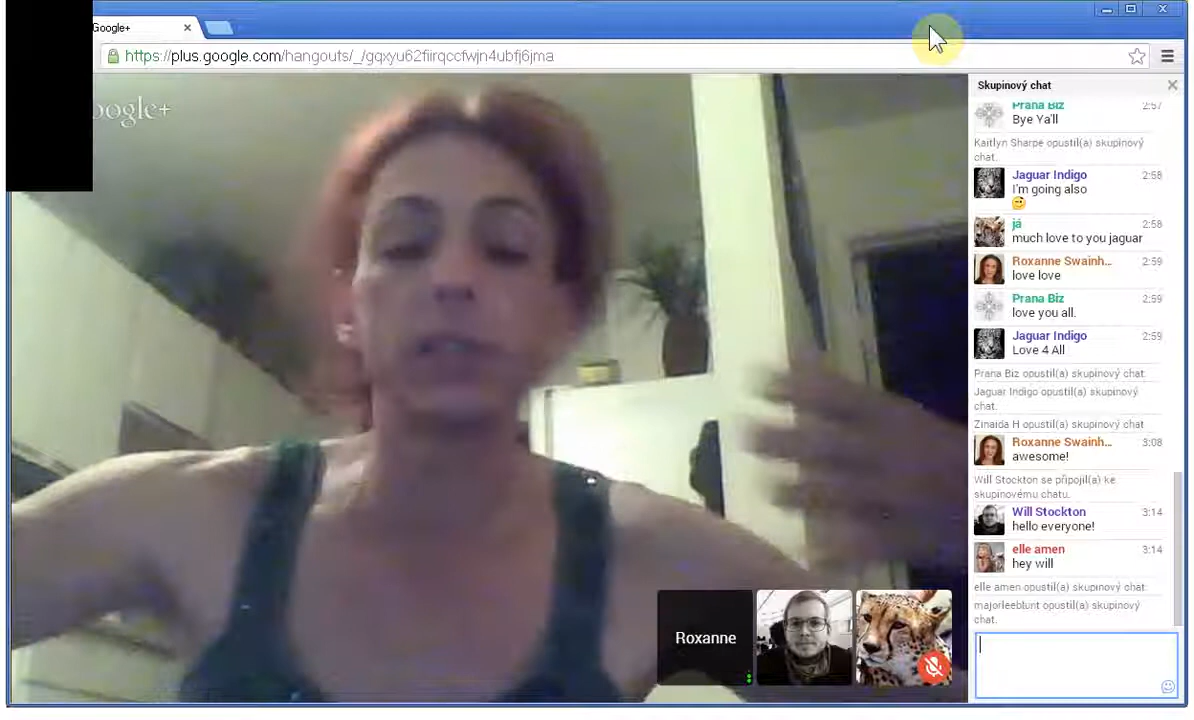 Google+
https://plus.google.com/hangouts/_/gqxyu62fiirqccfwjn4ubfj6jma
oogle+
Skupinový chat
Prana Biz 2:57
Bye Ya'll
Kaitlyn Sharpe opustil(a) skupinový
chat.
Jaguar Indigo 2:58
I'm going also
já 2:58
much love to you jaguar
Roxanne Swainh... 2:59
love love
Prana Biz 2:59
love you all.
Jaguar Indigo 2:59
Love 4 All
Prana Biz opustil(a) skupinový chat.
Jaguar Indigo opustil(a) skupinový
chat.
Zinaida H opustil(a) skupinový chat
Roxanne Swainh... 3:08
awesome!
Will Stockton se připojil(a) ke
skupinovému chatu.
Will Stockton 3:14
hello everyone!
elle amen 3:14
hey will
elle amen opustil(a) skupinový chat.
majorleeblunt opustil(a) skupinový
chat.
Roxanne